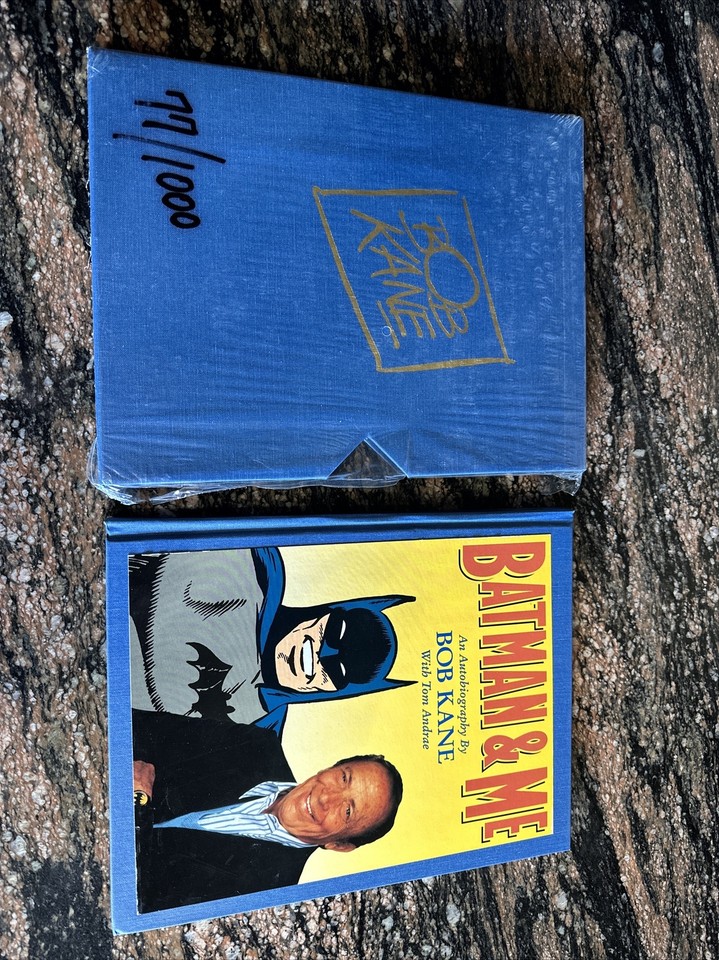 77/1000
BOB
KANE
BATMAN & ME
An Autobiography By
BOB KANE
With Tom Andrae